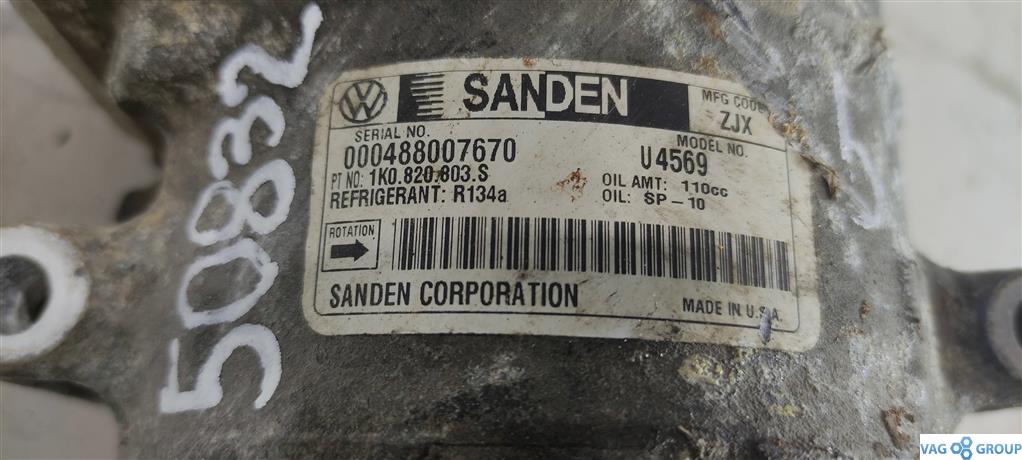 50832
SANDEN
MFG CODE
ZJX
SERIAL NO.
MODEL NO.
000488007670
U4569
PT NO: 1K0.820.803.S
OIL AMT: 110cc
REFRIGERANT: R134a
OIL: SP-10
ROTATION
SANDEN CORPORATION
MADE IN U.S.A.
VAG GROUP